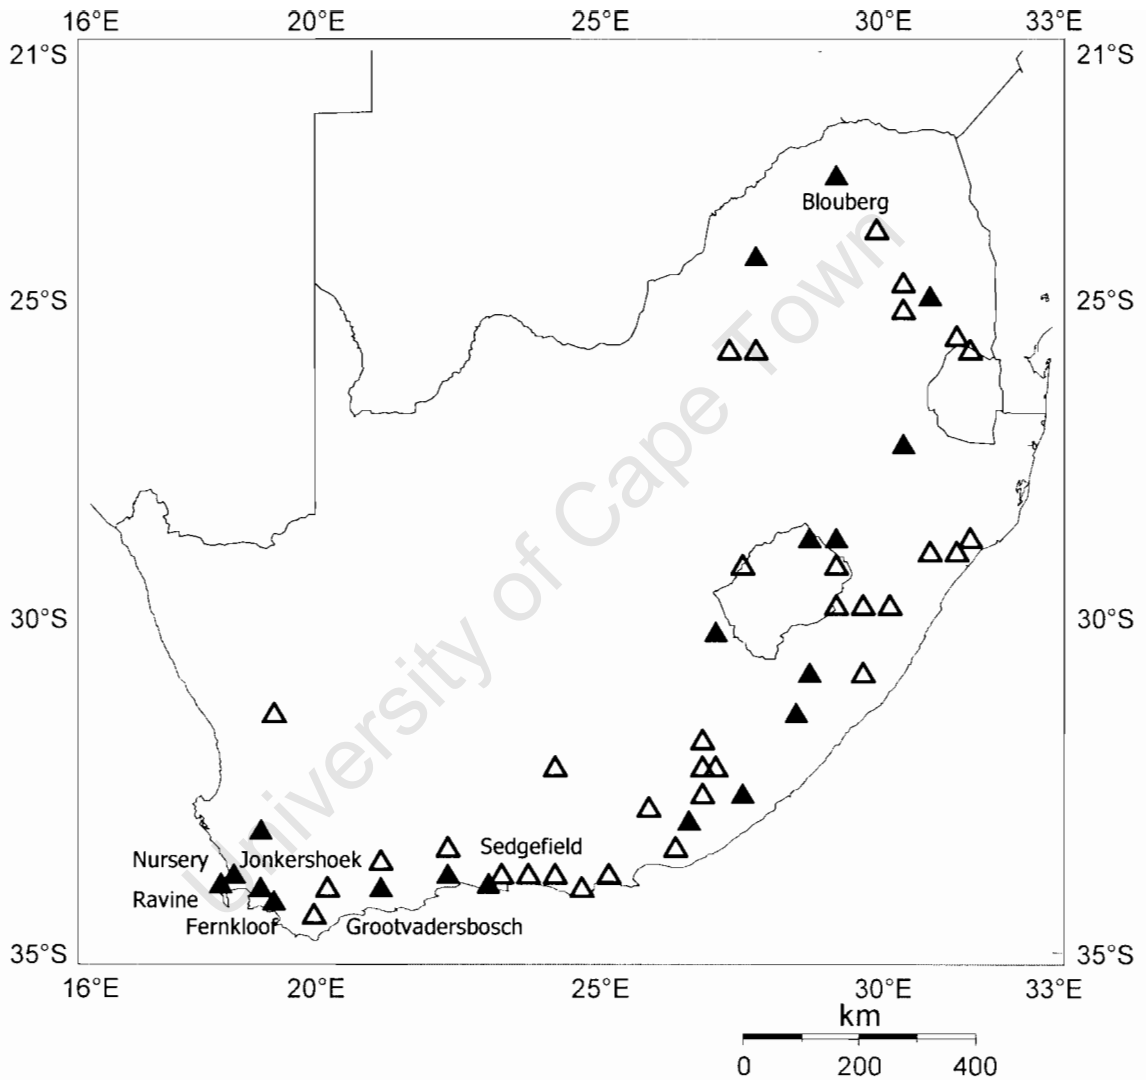 16°E 20°E 25°E 30°E 33°E
21°S 21°S
Blouberg
25°S 25°S
University of Cape Town
30°S 30°S
Sedgefield
Nursery Jonkershoek
Ravine
Fernkloof Grootvadersbosch
35°S 35°S
16°E 20°E 25°E 30°E 33°E
km
0 200 400